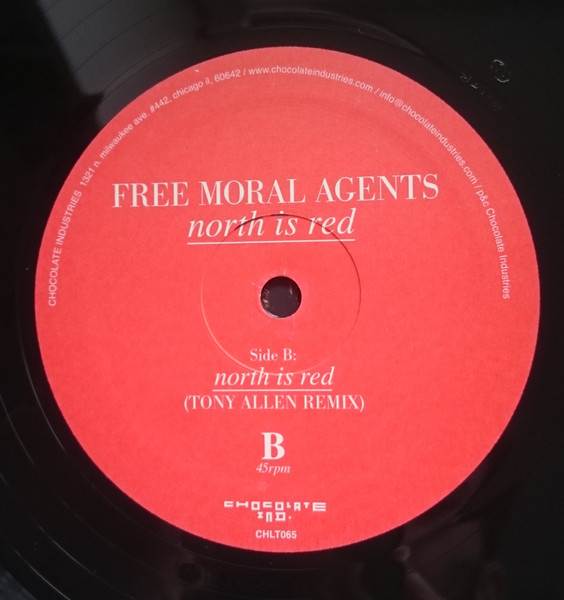 CHOCOLATE INDUSTRIES 1321 n. milwaukee ave. #442, chicago il, 60642 / www.chocolateindustries.com / info@chocolateindustries.com / p&c Chocolate Industries
FREE MORAL AGENTS
north is red
Side B:
north is red
(TONY ALLEN REMIX)
B
45rpm
CHOCOLATE
IND.
CHLT065